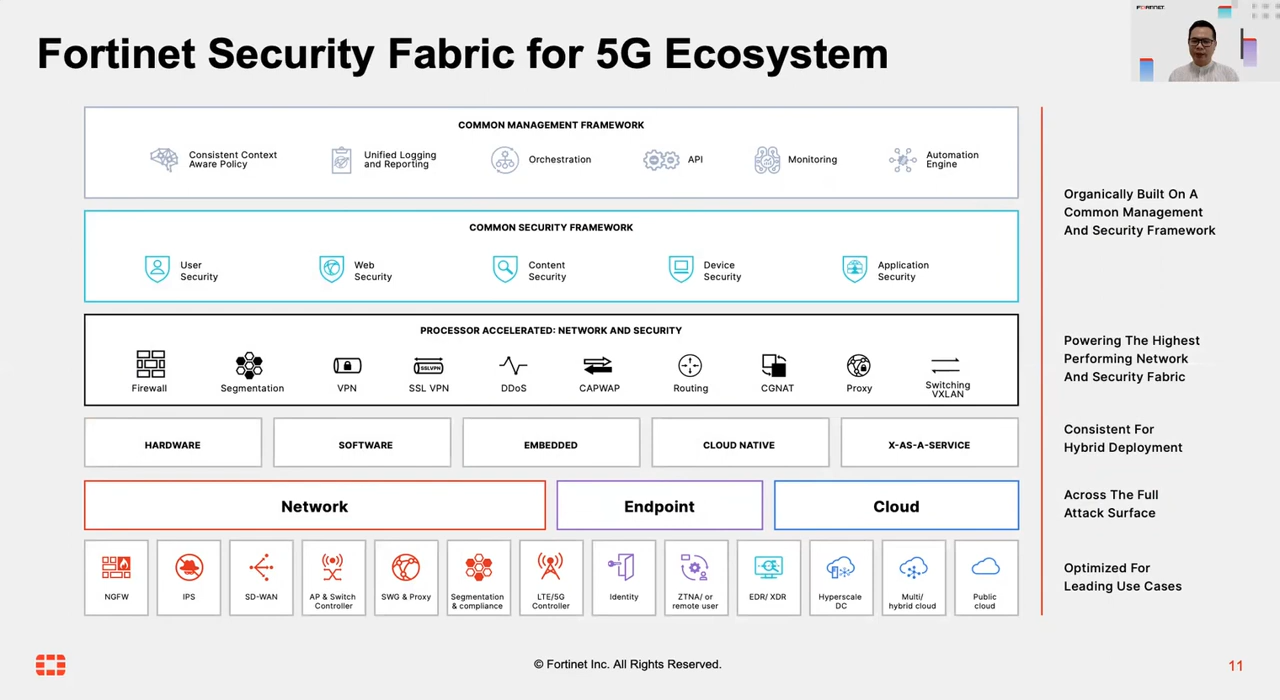 Fortinet Security Fabric for 5G Ecosystem
FORTINET
COMMON MANAGEMENT FRAMEWORK
Consistent Context
Aware Policy
Unified Logging
and Reporting
Orchestration
API
Monitoring
Automation
Engine
COMMON SECURITY FRAMEWORK
User
Security
Web
Security
Content
Security
Device
Security
Application
Security
Organically Built On A
Common Management
And Security Framework
PROCESSOR ACCELERATED: NETWORK AND SECURITY
Firewall
Segmentation
VPN
SSLVPN
SSL VPN
DDoS
CAPWAP
Routing
CGNAT
Proxy
Switching
VXLAN
Powering The Highest
Performing Network
And Security Fabric
HARDWARE
SOFTWARE
EMBEDDED
CLOUD NATIVE
X-AS-A-SERVICE
Consistent For
Hybrid Deployment
Network
Endpoint
Cloud
Across The Full
Attack Surface
NGFW
IPS
SD-WAN
AP & Switch
Controller
SWG & Proxy
Segmentation
& compliance
LTE/5G
Controller
Identity
ZTNA/ or
remote user
EDR/ XDR
Hyperscale
DC
Multi/
hybrid cloud
Public
cloud
Optimized For
Leading Use Cases
© Fortinet Inc. All Rights Reserved.
11